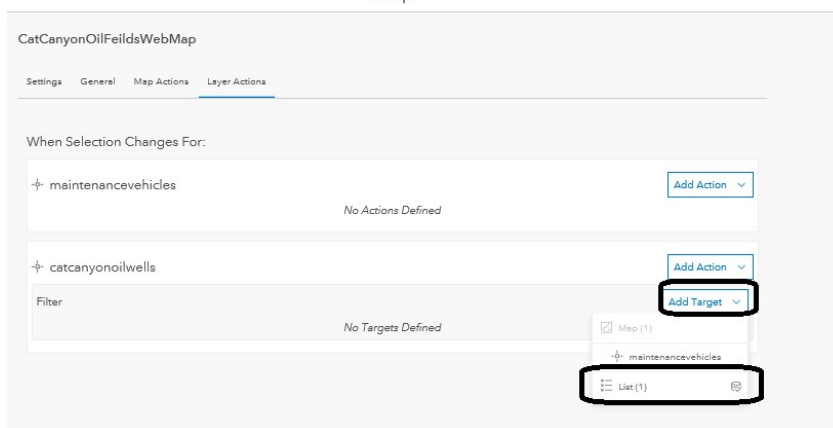 CatCanyonOilFeildsWebMap
Settings General Map Actions Layer Actions
When Selection Changes For:
maintenancevehicles
Add Action
No Actions Defined
catcanyonoilwells
Add Action
Filter
Add Target
No Targets Defined
Map (1)
maintenancevehicles
List (1)